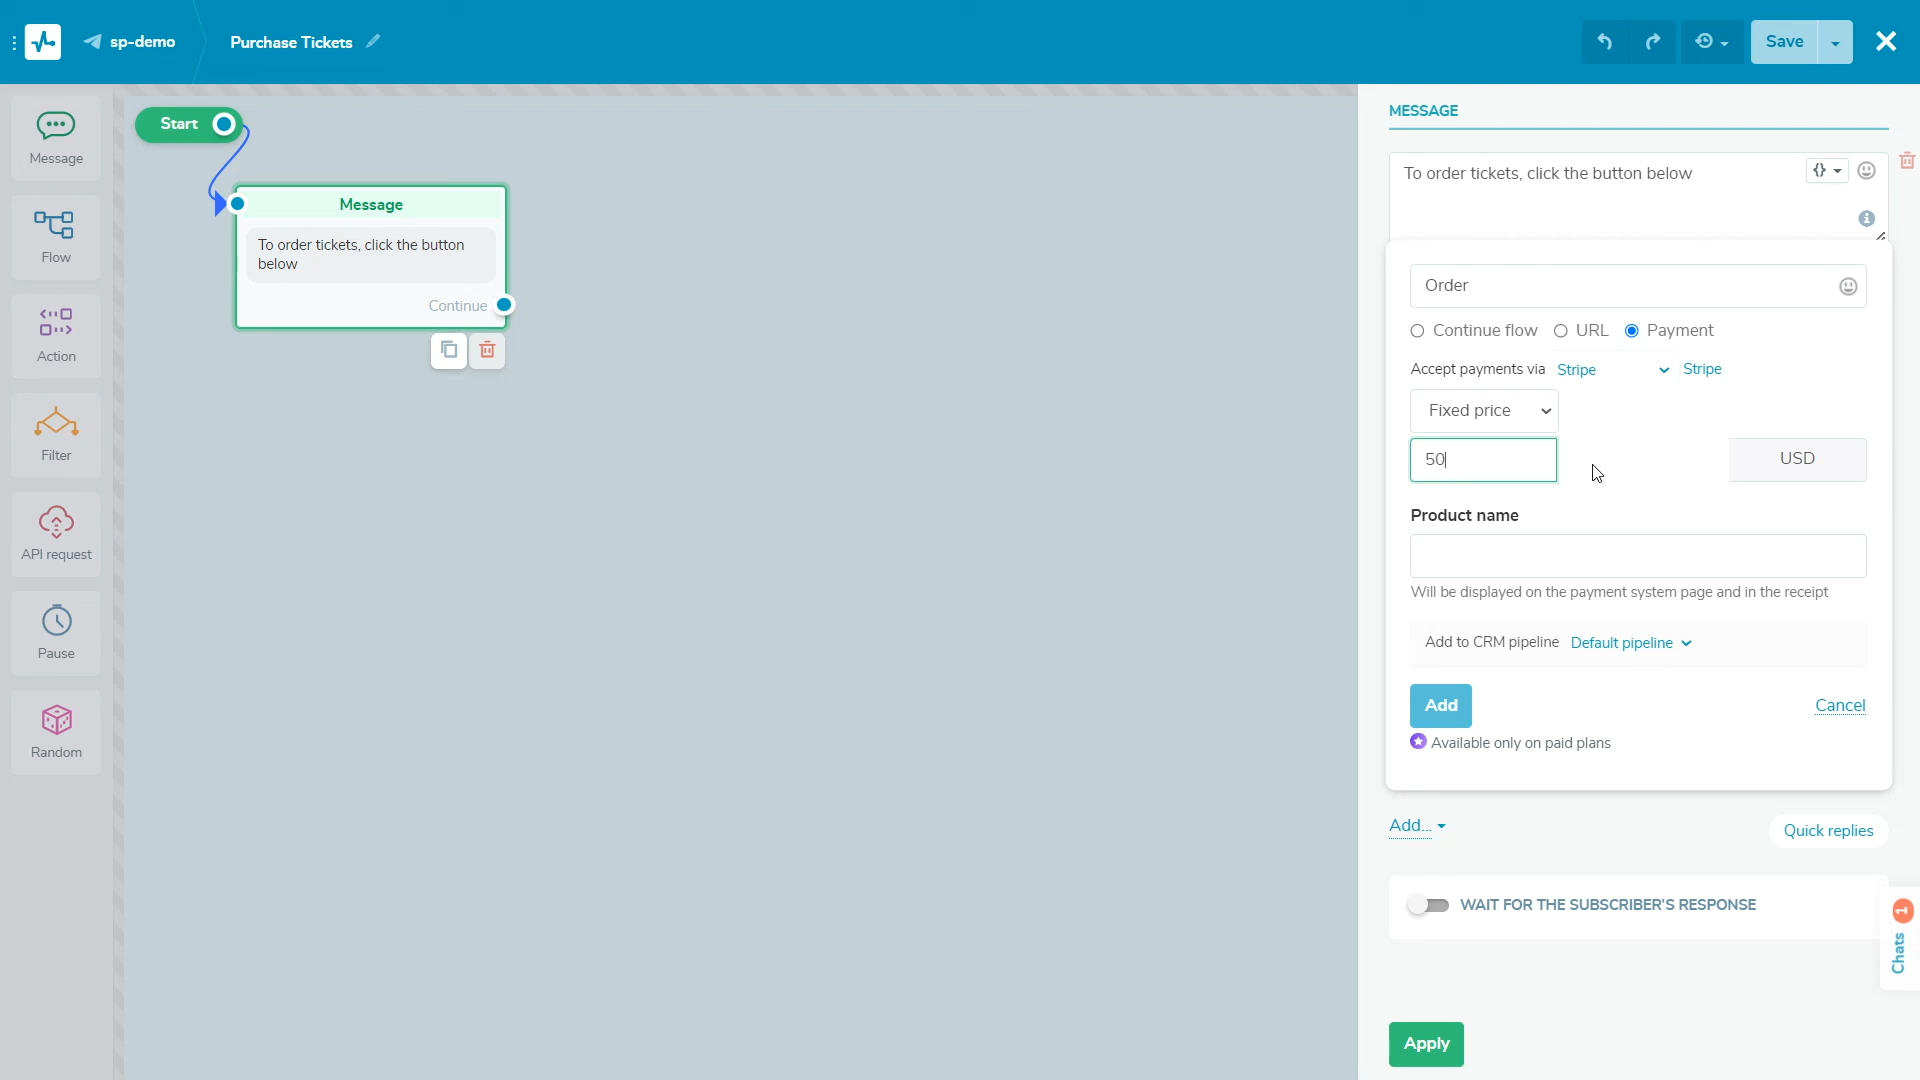 sp-demo
Purchase Tickets
Save
Message
Flow
Action
Filter
API request
Pause
Random
Start
Message
To order tickets, click the button
below
Continue
MESSAGE
To order tickets, click the button below
{}
Order
Continue flow URL Payment
Accept payments via Stripe Stripe
Fixed price
50 USD
Product name
Will be displayed on the payment system page and in the receipt
Add to CRM pipeline Default pipeline
Add Cancel
Available only on paid plans
Add... Quick replies
WAIT FOR THE SUBSCRIBER'S RESPONSE
Chats 1
Apply